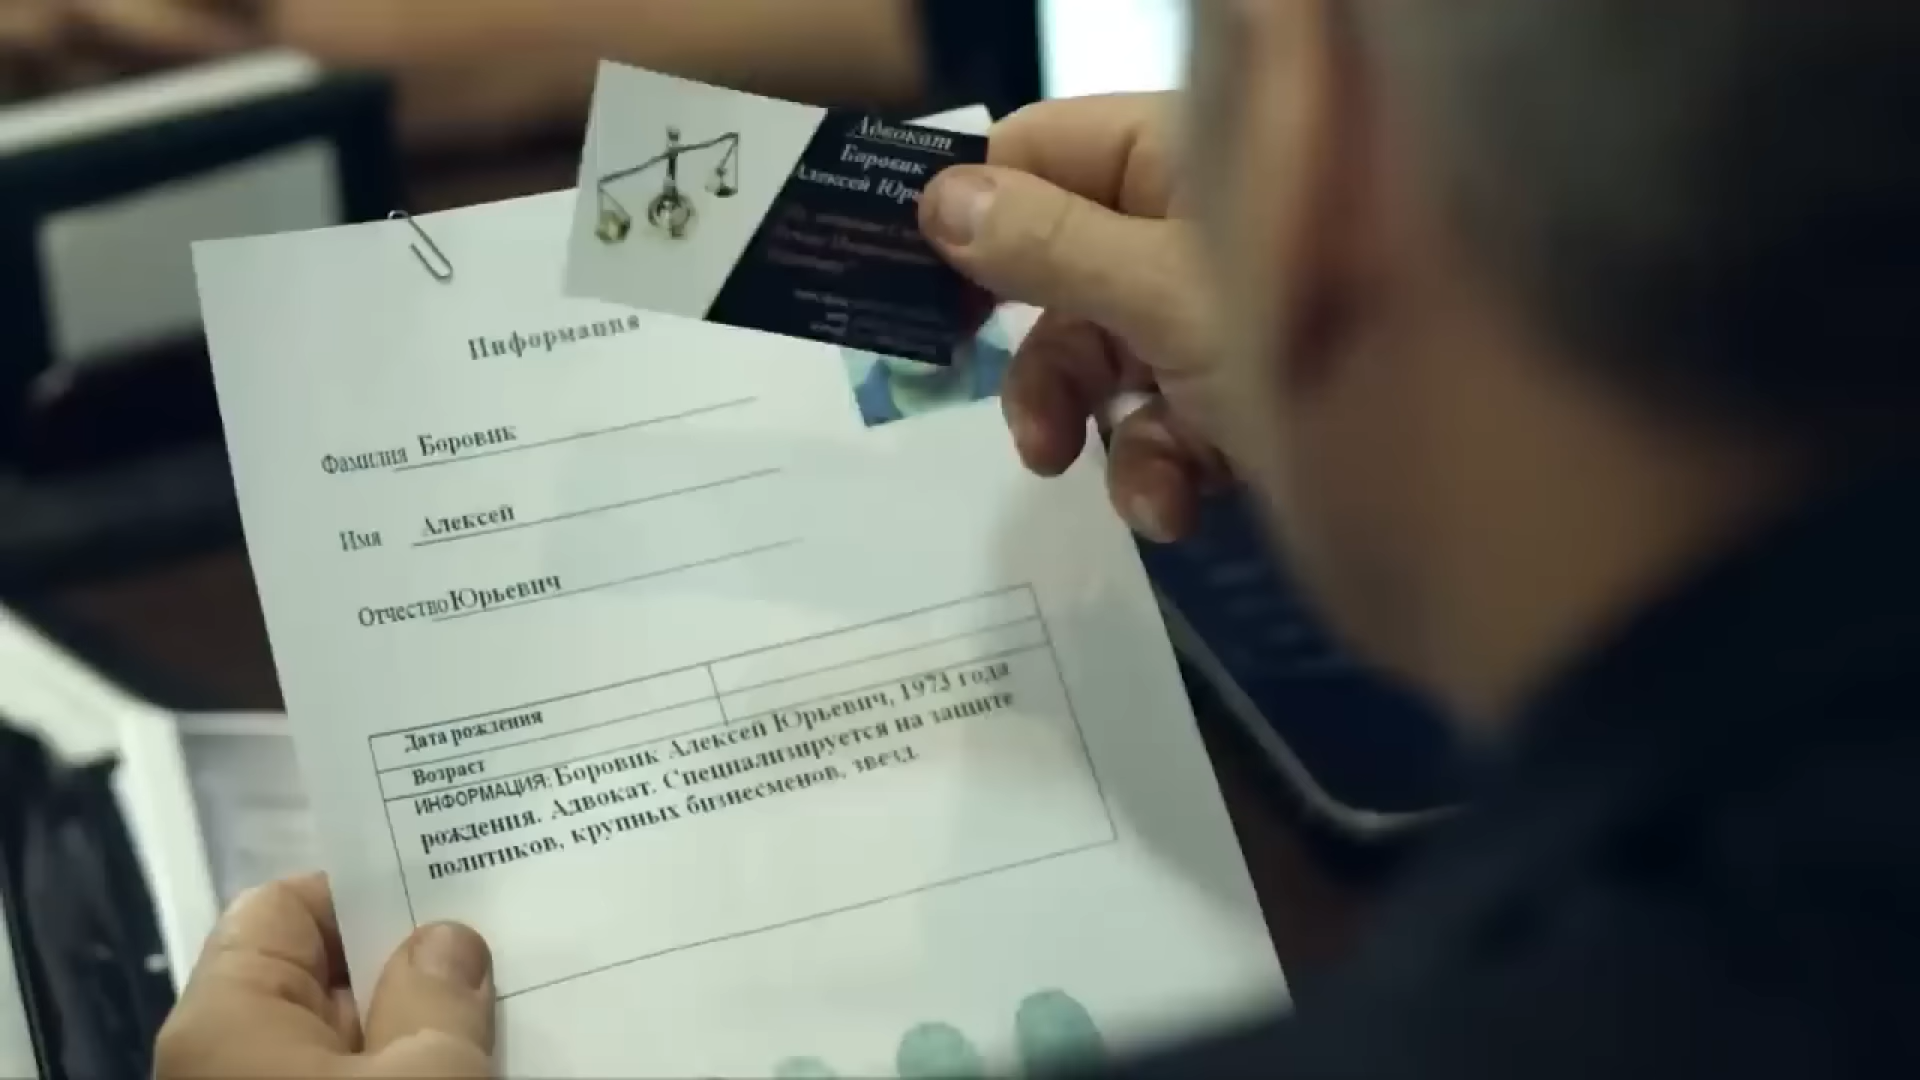 Адвокат
Боровик
Алексей
Информация
Фамилия Боровик
Имя Алексей
Отчество Юрьевич
Дата рождения
Возраст
ИНФОРМАЦИЯ: Боровик Алексей Юрьевич, 1973 года
рождения. Адвокат. Специализируется на защите
политиков, крупных бизнесменов, звезд.